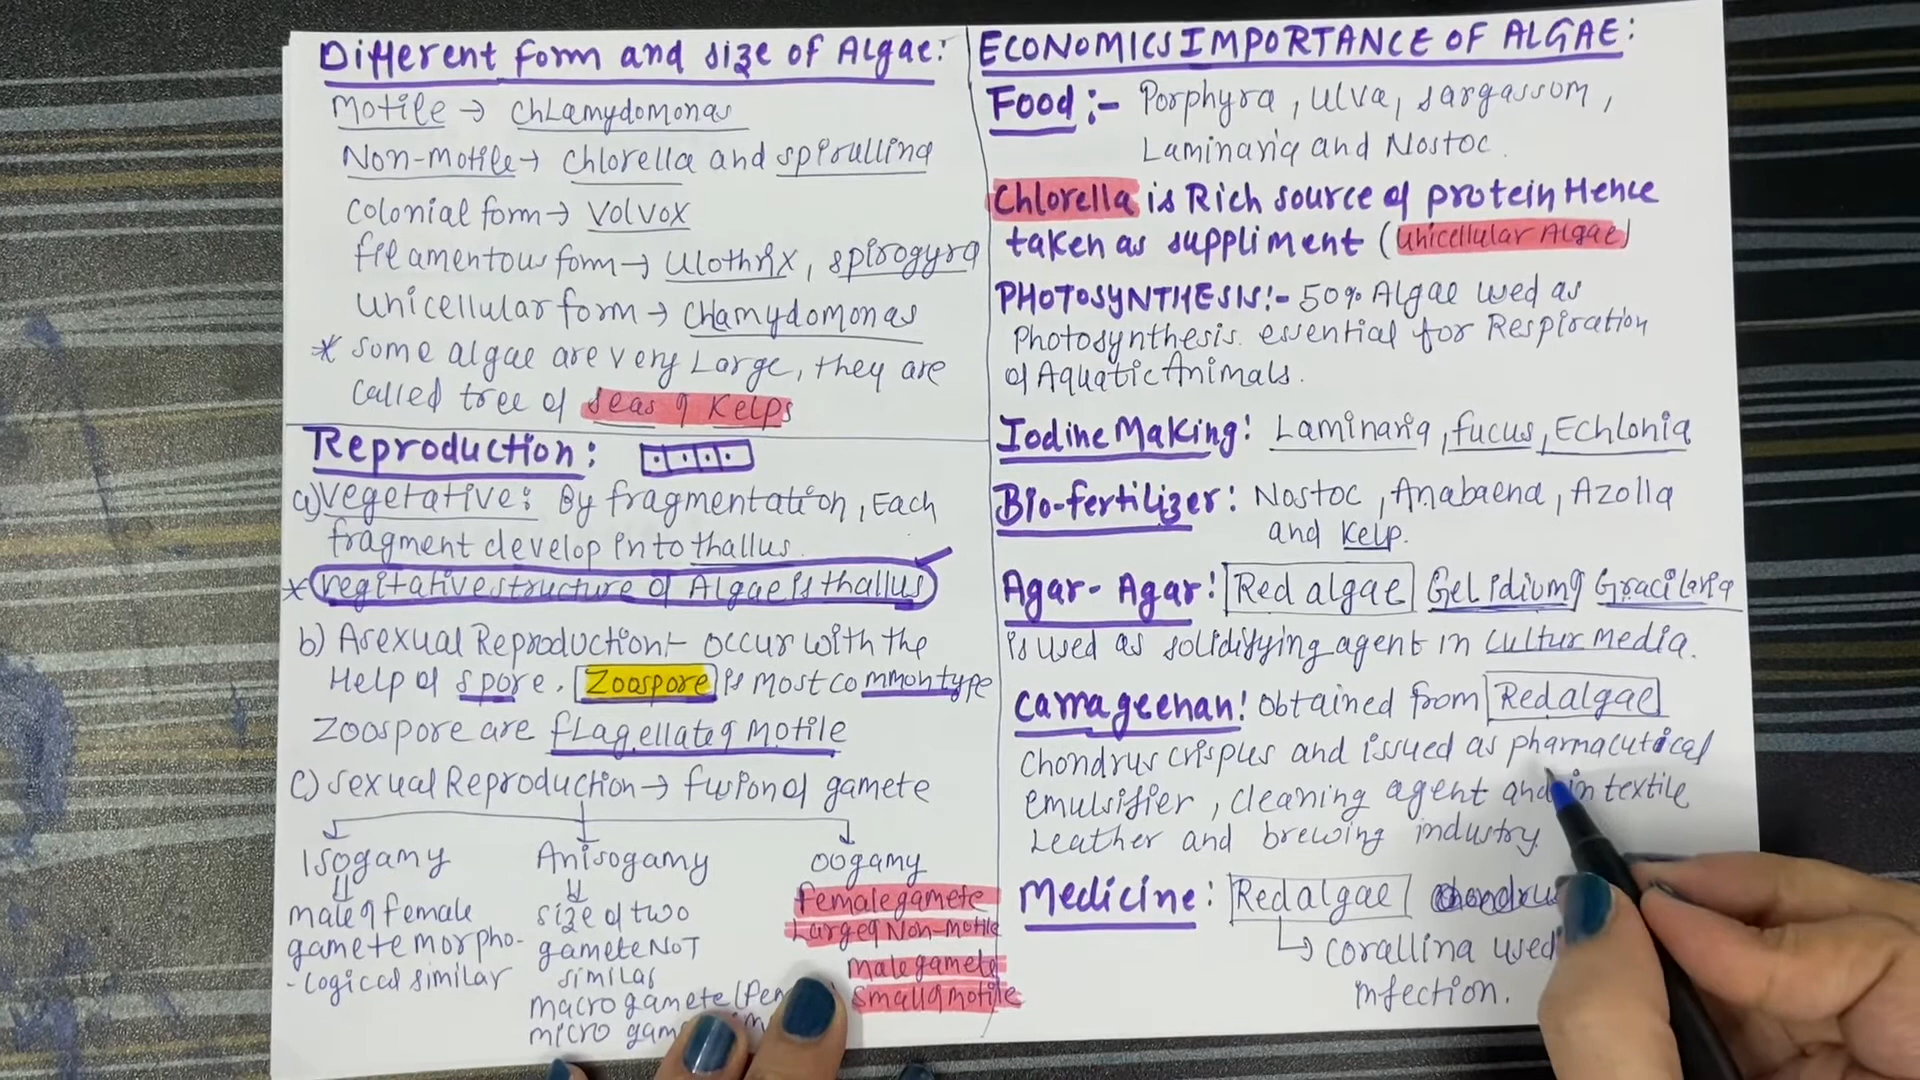 Different form and size of Algae:
Motile → Chlamydomonas
Non-motile → Chlorella and spirullina
Colonial form → Volvox
filamentous form → Ulothrix, spirogyra
Unicellular form → Chamydomonas
* some algae are very Large, they are
called tree of seas q Kelps
Reproduction:
a) vegetative: By fragmentation, Each
fragment develop into thallus.
* vegitative structure of Algae is thallus
b) Asexual Reproduction:- occur with the
Help of spore. Zoospore is most common type
Zoospore are flagellate q motile
C) Sexual Reproduction → fusion of gamete
Isogamy
male q female
gamete morpho-
-logical similar
Anisogamy
size of two
gamete NOT
similar
macro gamete
micro
oogamy
Female gamete
Large q Non-motile
male gamete
small q motile
ECONOMICS IMPORTANCE OF ALGAE:
Food:- Porphyra, Ulva, sargassom,
Laminaria and Nostoc.
Chlorella is Rich source of protein Hence
taken as suppliment (unicellular Algae)
PHOTOSYNTHESIS:- 50% Algae used as
Photosynthesis. essential for Respiration
of Aquatic Animals.
Iodine Making: Laminaria, fucus, Echlonia
Bio-fertilizer: Nostoc, Anabaena, Azolla
and Kelp.
Agar-Agar: Red algae Gelidium q Gracilaria
is used as solidifying agent in cultur media.
Carrageenan: Obtained from Red algae
Chondrus crispus and issued as pharmacutical
emulsifier, cleaning agent and in textile
Leather and brewing industry.
Medicine: Red algae
↳ Corallina used
infection.